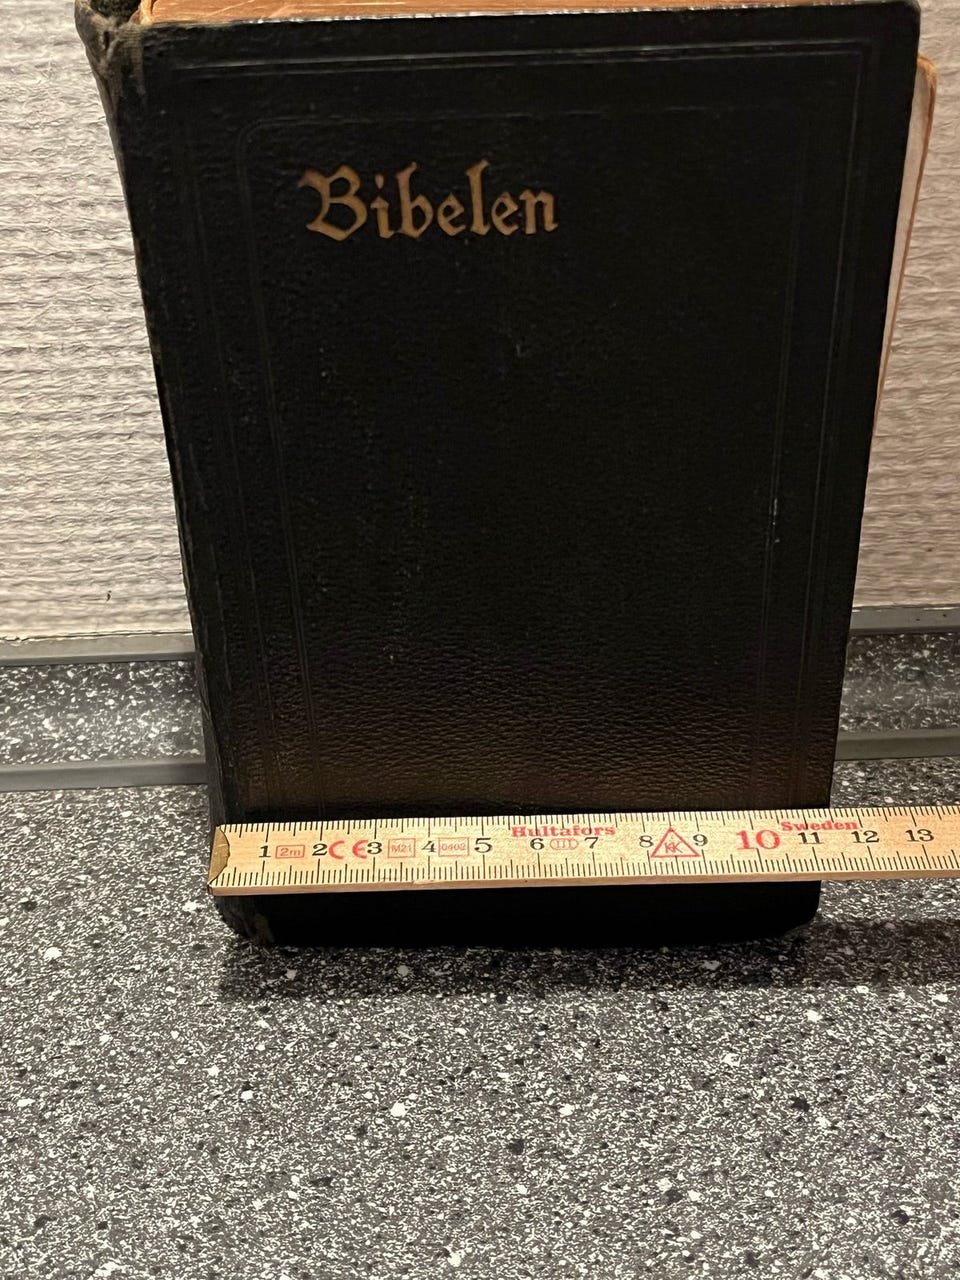 Bibelen
Hultafors Sweden
1 2m 2 CE 3 M21 4 0402 5 6 III 7 8 9 10 11 12 13